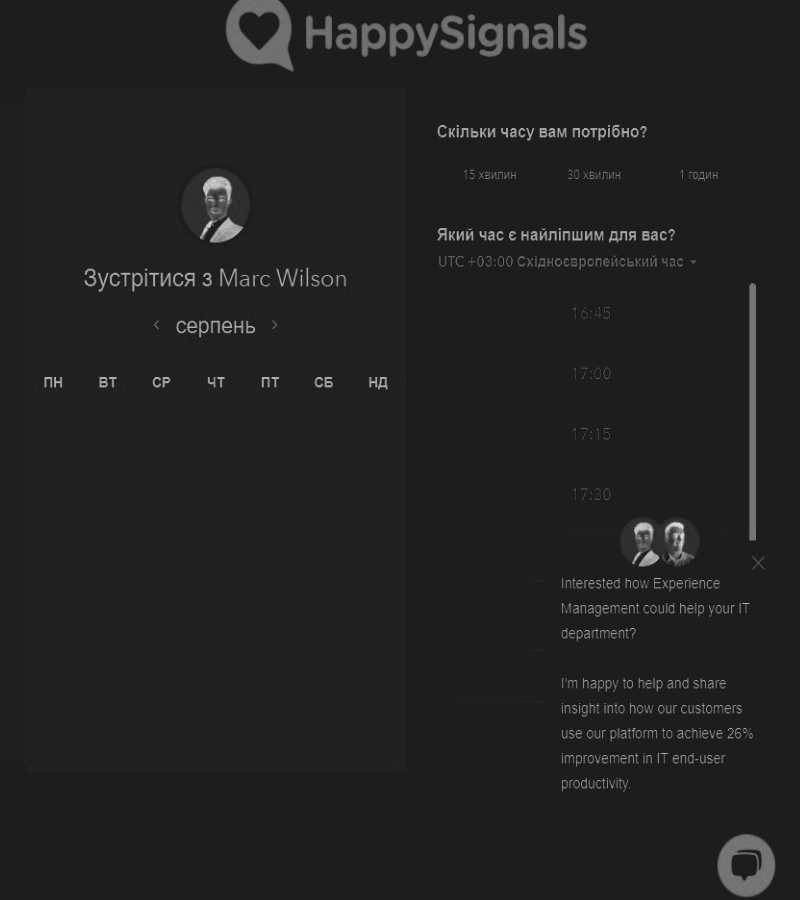 HappySignals
Зустрітися з Marc Wilson
серпень
ПН ВТ СР ЧТ ПТ СБ НД
Скільки часу вам потрібно?
15 хвилин 30 хвилин 1 годин
Який час є найліпшим для вас?
UTC +03:00 Східноєвропейський час
16:45
17:00
17:15
17:30
Interested how Experience
Management could help your IT
department?
I'm happy to help and share
insight into how our customers
use our platform to achieve 26%
improvement in IT end-user
productivity.